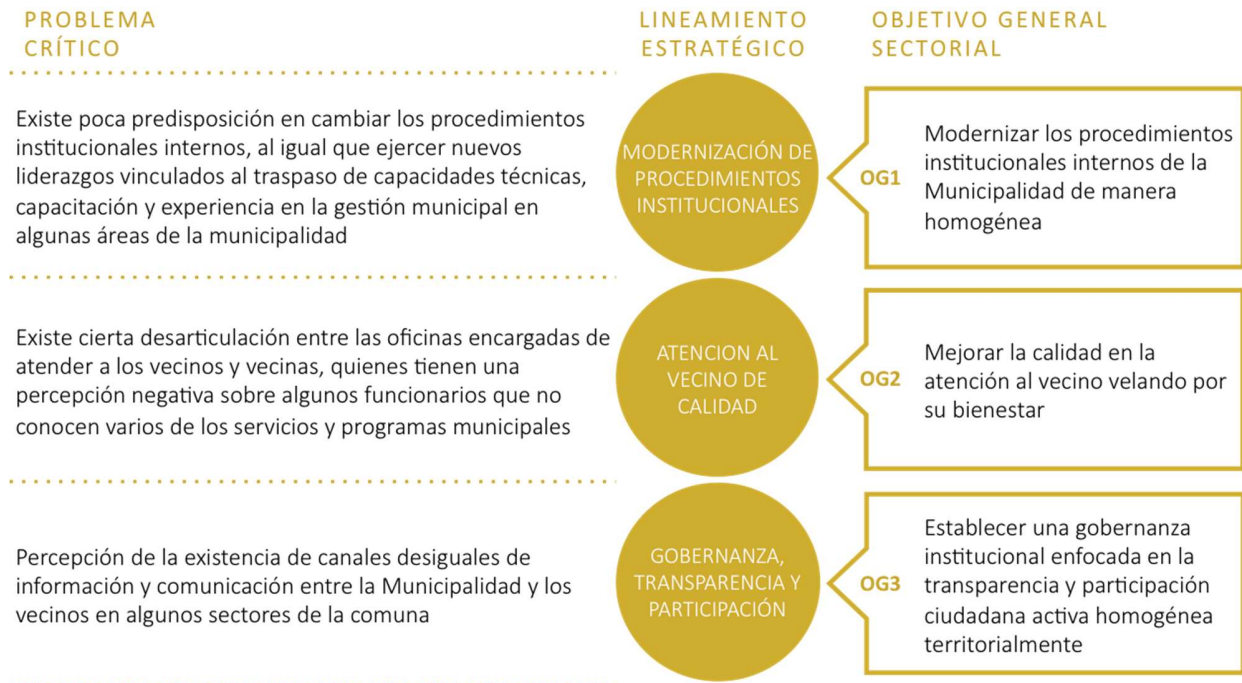 PROBLEMA
CRÍTICO
LINEAMIENTO
ESTRATÉGICO
OBJETIVO GENERAL
SECTORIAL
Existe poca predisposición en cambiar los procedimientos
institucionales internos, al igual que ejercer nuevos
liderazgos vinculados al traspaso de capacidades técnicas,
capacitación y experiencia en la gestión municipal en
algunas áreas de la municipalidad
MODERNIZACIÓN DE
PROCEDIMIENTOS
INSTITUCIONALES
OG1
Modernizar los procedimientos
institucionales internos de la
Municipalidad de manera
homogénea
Existe cierta desarticulación entre las oficinas encargadas de
atender a los vecinos y vecinas, quienes tienen una
percepción negativa sobre algunos funcionarios que no
conocen varios de los servicios y programas municipales
ATENCION AL
VECINO DE
CALIDAD
OG2
Mejorar la calidad en la
atención al vecino velando por
su bienestar
Percepción de la existencia de canales desiguales de
información y comunicación entre la Municipalidad y los
vecinos en algunos sectores de la comuna
GOBERNANZA,
TRANSPARENCIA Y
PARTICIPACIÓN
OG3
Establecer una gobernanza
institucional enfocada en la
transparencia y participación
ciudadana activa homogénea
territorialmente